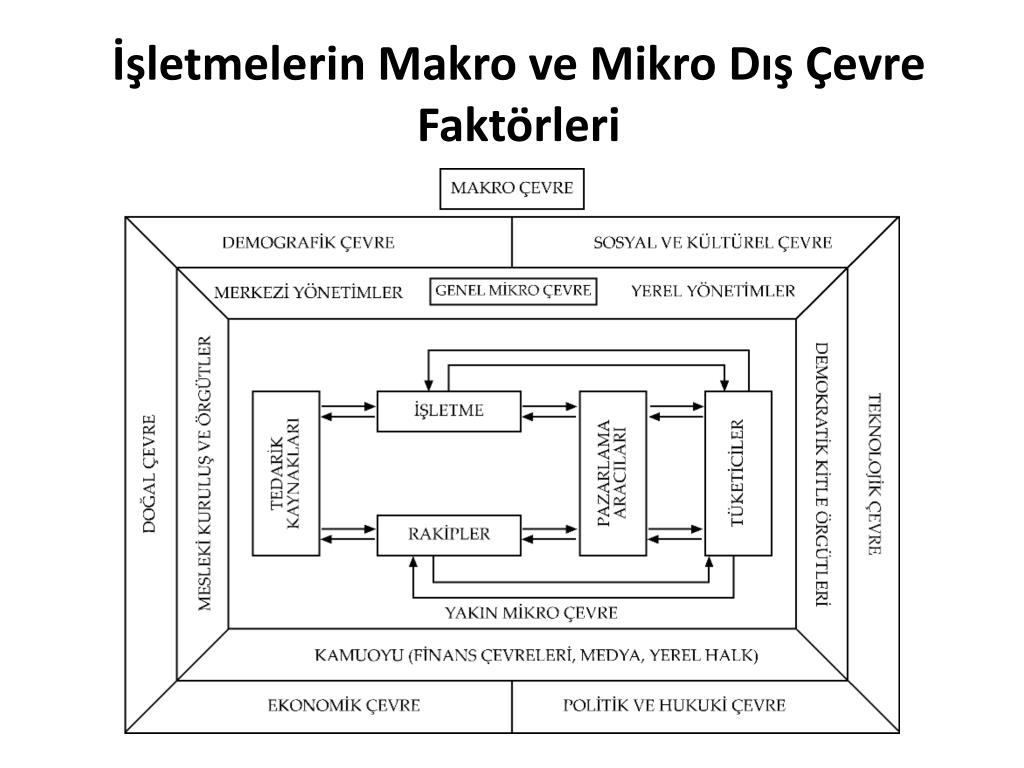 İşletmelerin Makro ve Mikro Dış Çevre
Faktörleri
MAKRO ÇEVRE
DEMOGRAFİK ÇEVRE
SOSYAL VE KÜLTÜREL ÇEVRE
MERKEZİ YÖNETİMLER
GENEL MİKRO ÇEVRE
YEREL YÖNETİMLER
DOĞAL ÇEVRE
MESLEKİ KURULUŞ VE ÖRGÜTLER
TEDARİK
KAYNAKLARI
İŞLETME
RAKİPLER
PAZARLAMA
ARACILARI
TÜKETİCİLER
DEMOKRATİK KİTLE ÖRGÜTLERİ
TEKNOLOJİK ÇEVRE
YAKIN MİKRO ÇEVRE
KAMUOYU (FİNANS ÇEVRELERİ, MEDYA, YEREL HALK)
EKONOMİK ÇEVRE
POLİTİK VE HUKUKİ ÇEVRE